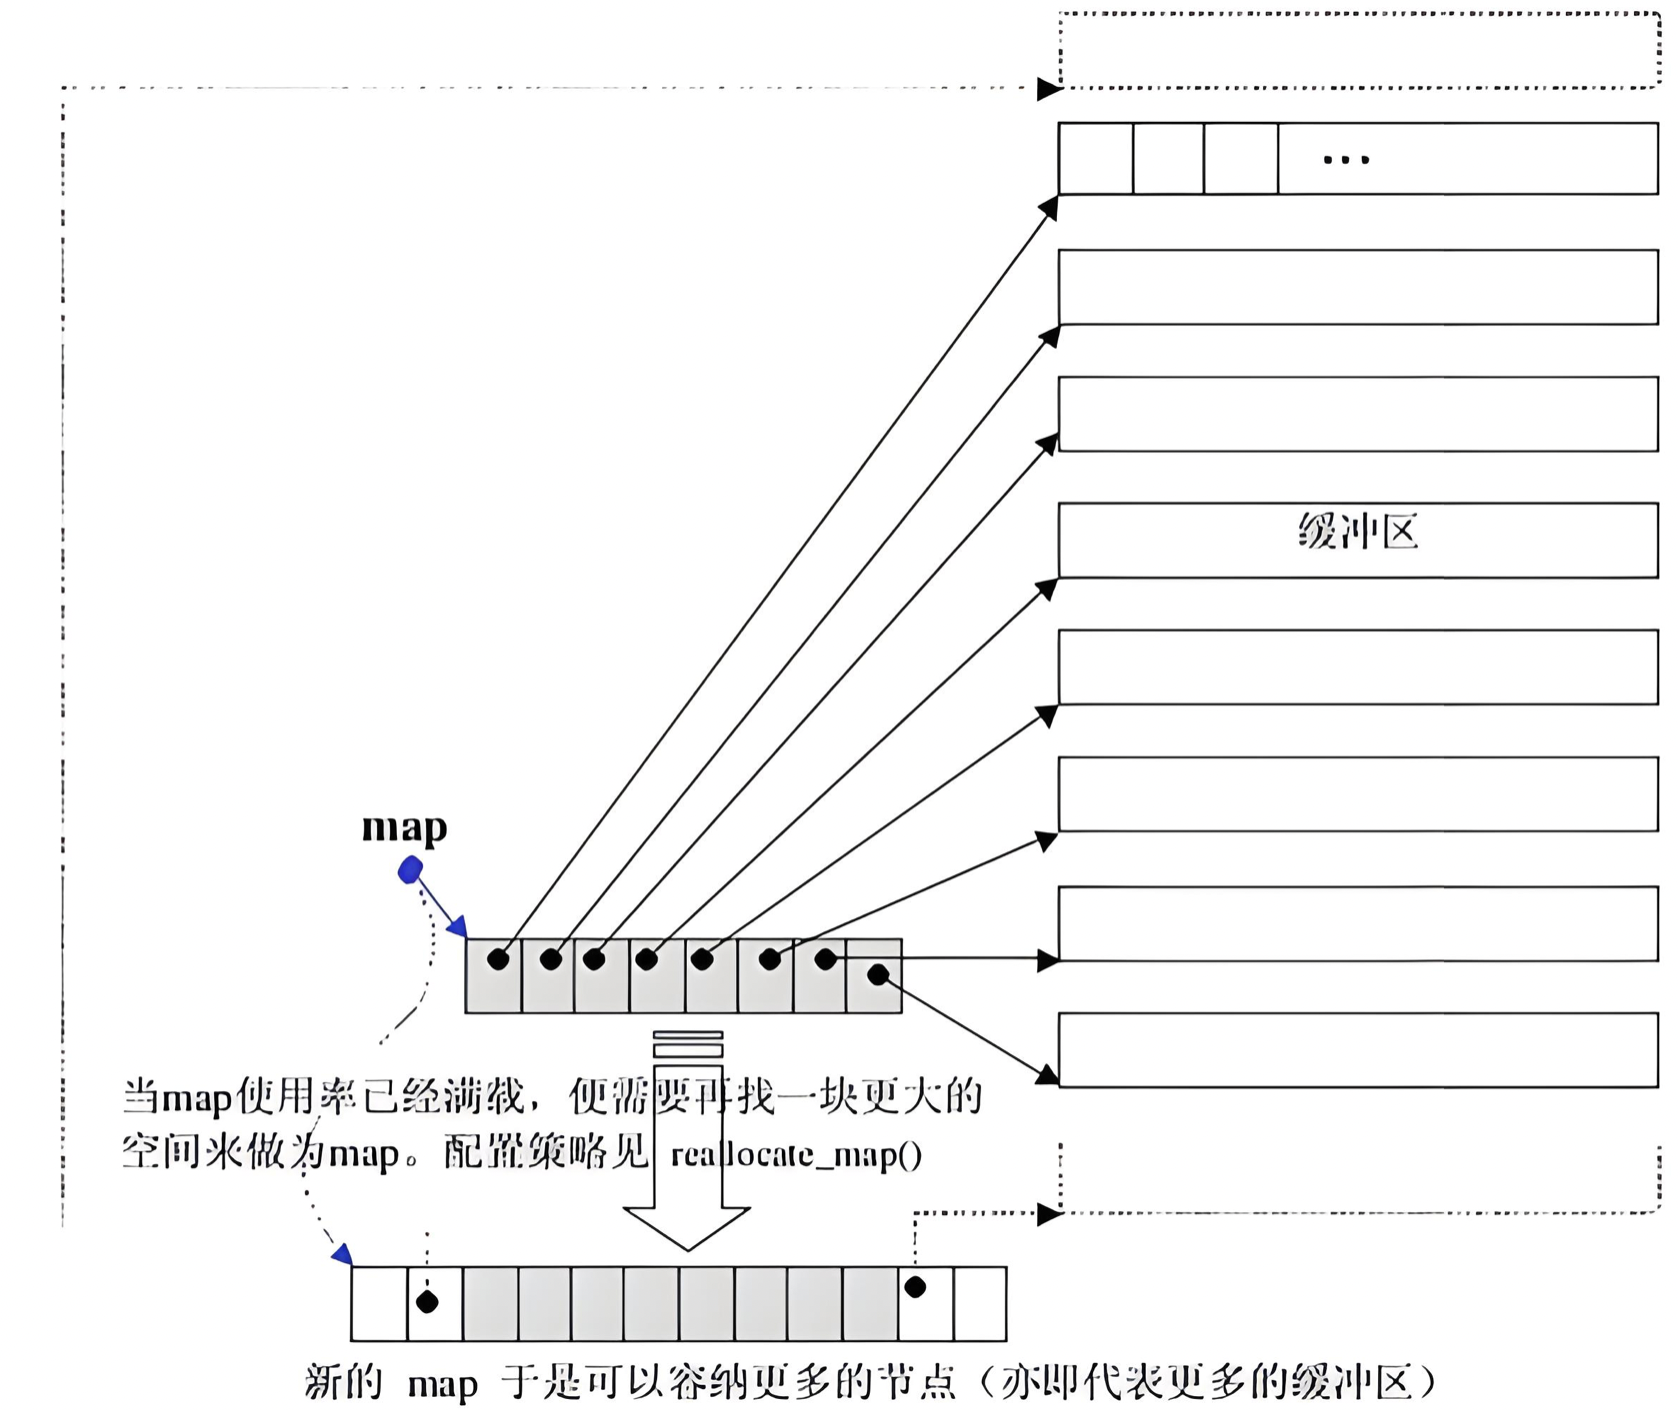 ...
缓冲区
map
当map使用率已经满载，便需要再找一块更大的
空间来做为map。配置策略见 reallocate_map()
新的 map 于是可以容纳更多的节点（亦即代表更多的缓冲区）